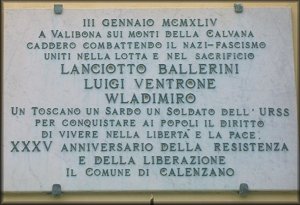 III GENNAIO MCMXLIV
A VALIBONA SUI MONTI DELLA CALVANA
CADDERO COMBATTENDO IL NAZI-FASCISMO
UNITI NELLA LOTTA E NEL SACRIFICIO
LANCIOTTO BALLERINI
LUIGI VENTRONE
WLADIMIRO
UN TOSCANO UN SARDO UN SOLDATO DELL'URSS
PER CONQUISTARE AI POPOLI IL DIRITTO
DI VIVERE NELLA LIBERTA' E LA PACE.
XXXV ANNIVERSARIO DELLA RESISTENZA
E DELLA LIBERAZIONE
IL COMUNE DI CALENZANO